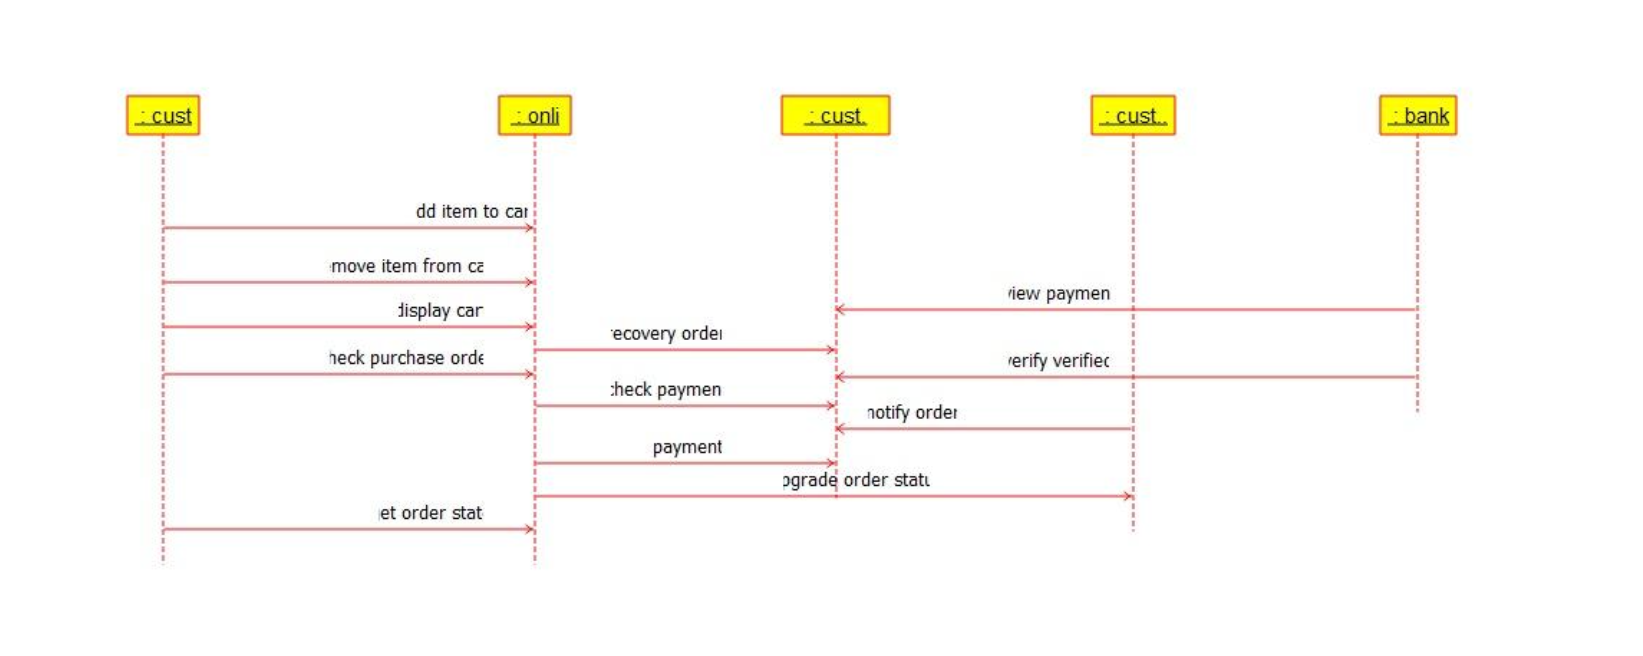 : cust
: onli
: cust.
: cust..
: bank
dd item to car
move item from ca
view paymen
display car
recovery order
heck purchase orde
verify verified
check paymen
notify order
payment
pgrade order statu
et order stat